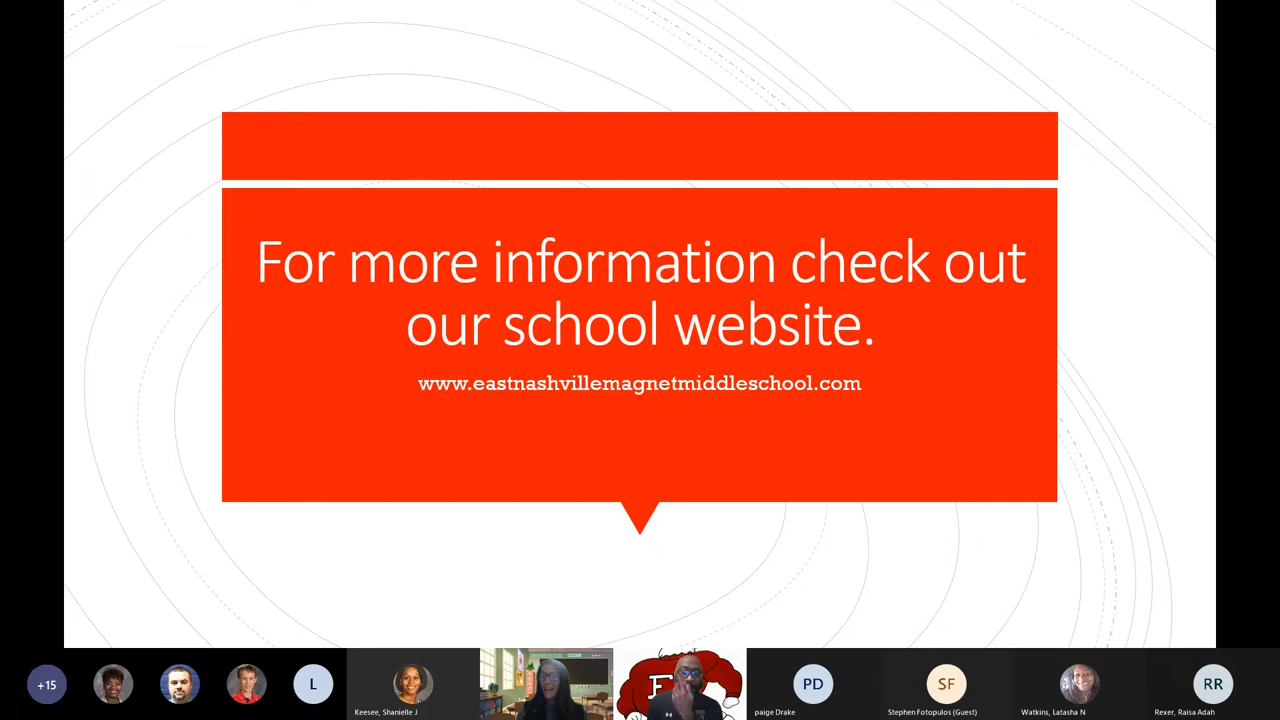 For more information check out
our school website.
www.eastnashvillemagnetmiddleschool.com
+15
L
Keesee, Shanielle J
E
PD
paige Drake
SF
Stephen Fotopulos (Guest)
Watkins, Latasha N
RR
Rexer, Raisa Adah